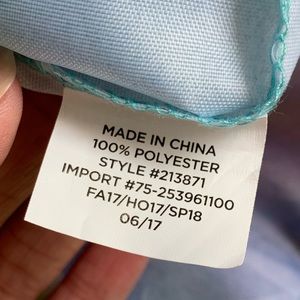 MADE IN CHINA
100% POLYESTER
STYLE #213871
IMPORT #75-253961100
FA17/HO17/SP18
06/17